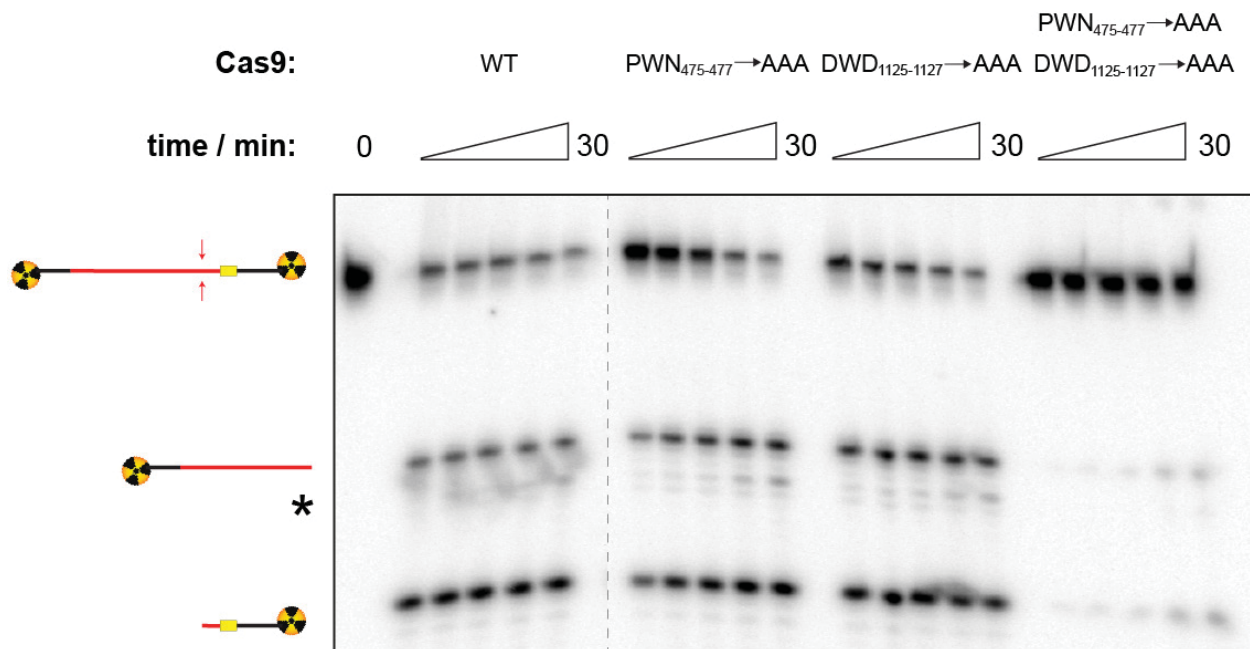 PWN475-477→AAA
Cas9: WT PWN475-477→AAA DWD1125-1127→AAA DWD1125-1127→AAA
time / min: 0 30 30 30 30
*